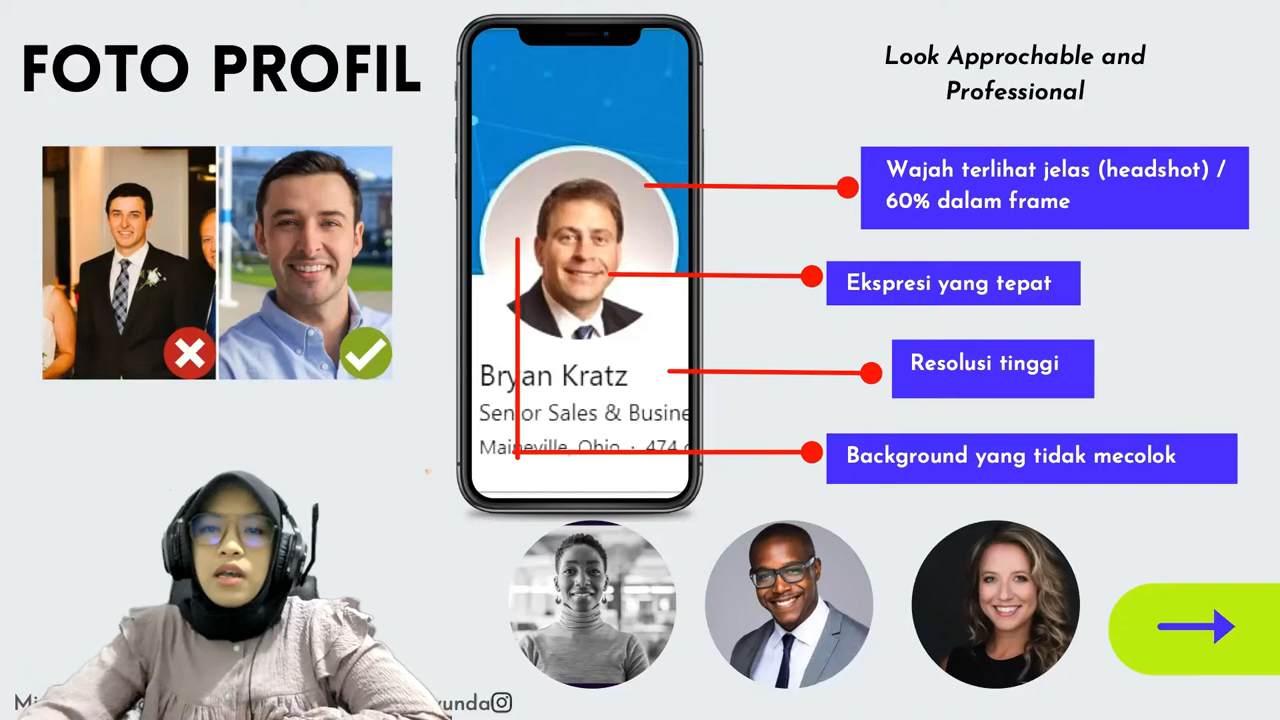 FOTO PROFIL
Look Approchable and
Professional
Wajah terlihat jelas (headshot) /
60% dalam frame
Ekspresi yang tepat
Resolusi tinggi
Background yang tidak mecolok
Bryan Kratz
Senior Sales & Busine
Maineville, Ohio · 474